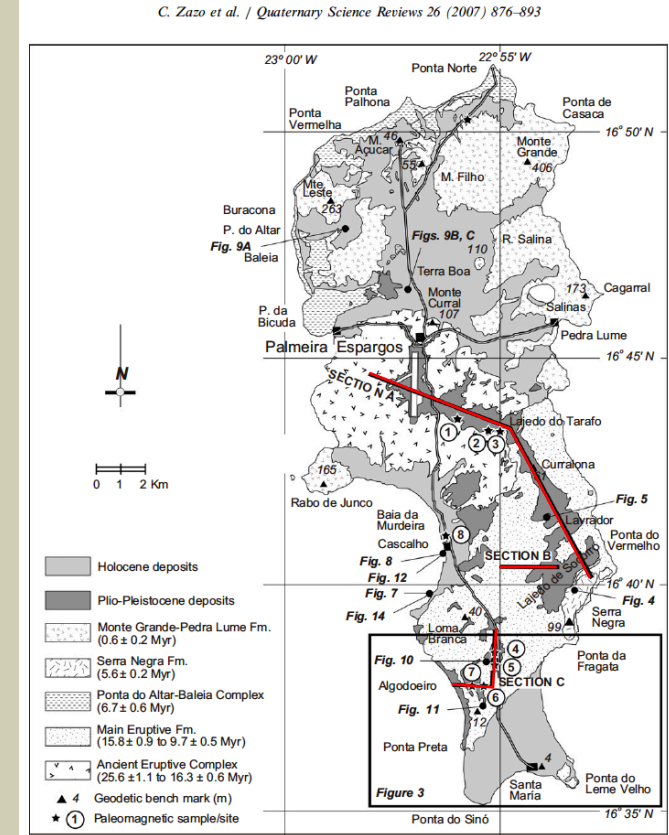 C. Zazo et al. / Quaternary Science Reviews 26 (2007) 876–893
23° 00' W
22° 55' W
Ponta Norte
Ponta
Palhona
Ponta
Vermelha
Ponta de
Casaca
16° 50' N
46
M.
Açucar
55
M. Filho
Monte
Grande
406
Mte.
Leste
263
Buracona
P. do Altar
Fig. 9A
Baleia
Figs. 9B, C
110
R. Salina
Terra Boa
173
Cagarral
Monte
Curral
107
Salinas
P. da
Bicuda
Pedra Lume
Palmeira
Espargos
16° 45' N
N
SECTION A
Lajedo do Tarafo
1
2
3
0 1 2 Km
165
Rabo de Junco
Curralona
Fig. 5
Lavrador
Baia da
Murdeira
8
Cascalho
Ponta do
Vermelho
Fig. 8
SECTION B
Fig. 12
Lajedo de Socorro
16° 40' N
Fig. 7
Fig. 4
Fig. 14
40
Loma
Branca
Serra
Negra
99
4
Ponta da
Fragata
Fig. 10
7
5
Algodoeiro
SECTION C
6
Fig. 11
12
Ponta Preta
4
Santa
Maria
Ponta do
Leme Velho
Figure 3
Ponta do Sinó
16° 35' N
Holocene deposits
Plio-Pleistocene deposits
Monte Grande-Pedra Lume Fm.
(0.6 ± 0.2 Myr)
Serra Negra Fm.
(5.6 ± 0.2 Myr)
Ponta do Altar-Baleia Complex
(6.7 ± 0.6 Myr)
Main Eruptive Fm.
(15.8 ± 0.9 to 9.7 ± 0.5 Myr)
Ancient Eruptive Complex
(25.6 ±1.1 to 16.3 ± 0.6 Myr)
4 Geodetic bench mark (m)
1 Paleomagnetic sample/site